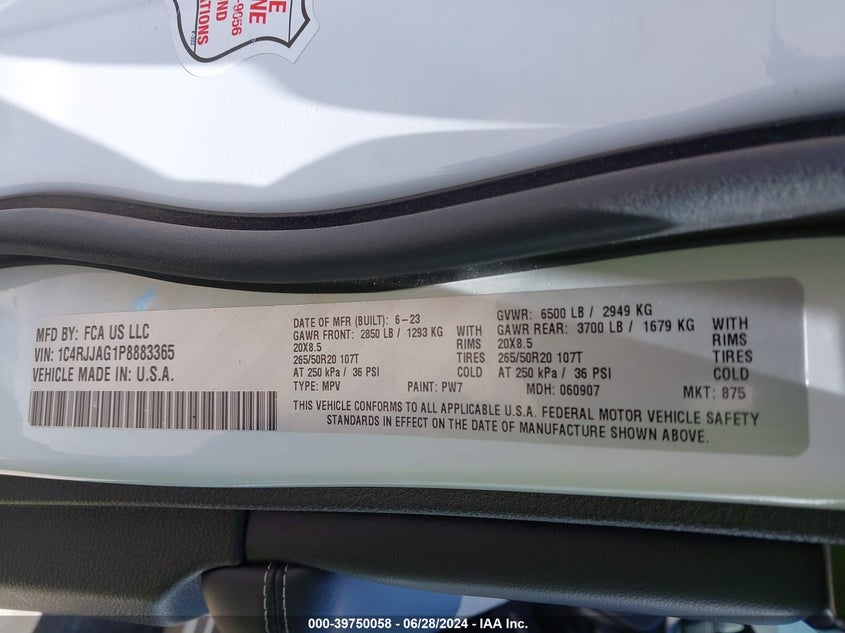 E
NE
-9056
ND
ATIONS
MFD BY: FCA US LLC
VIN: 1C4RJJAG1P8883365
VEHICLE MADE IN: U.S.A.
DATE OF MFR (BUILT): 6-23
GAWR FRONT: 2850 LB / 1293 KG WITH
20X8.5 RIMS
265/50R20 107T TIRES
AT 250 kPa / 36 PSI COLD
TYPE: MPV PAINT: PW7
GVWR: 6500 LB / 2949 KG
GAWR REAR: 3700 LB / 1679 KG WITH
20X8.5 RIMS
265/50R20 107T TIRES
AT 250 kPa / 36 PSI COLD
MDH: 060907 MKT: 875
THIS VEHICLE CONFORMS TO ALL APPLICABLE U.S.A. FEDERAL MOTOR VEHICLE SAFETY
STANDARDS IN EFFECT ON THE DATE OF MANUFACTURE SHOWN ABOVE.
000-39750058 - 06/28/2024 - IAA Inc.